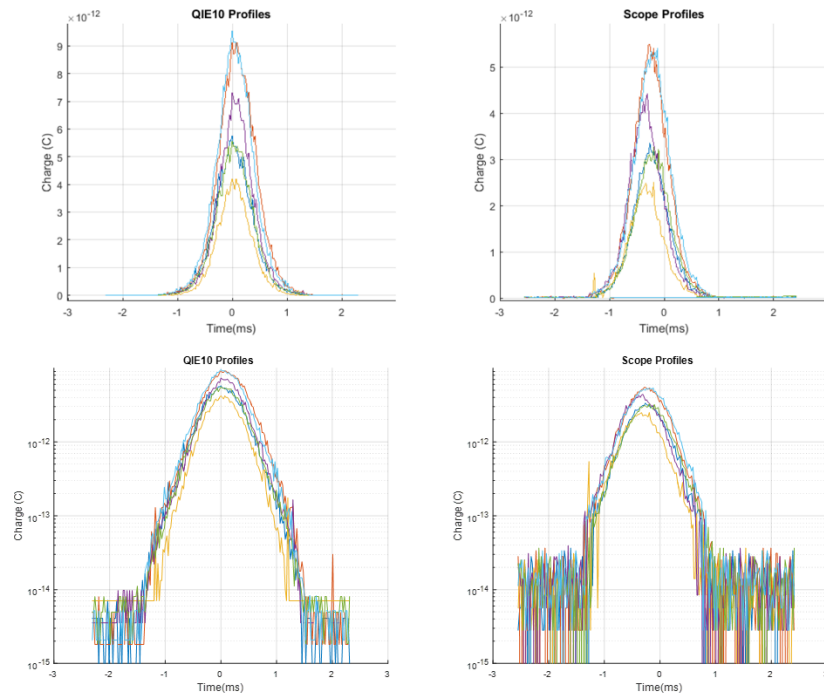 QIE10 Profiles
×10⁻¹²
Charge (C)
9
8
7
6
5
4
3
2
1
0
-3 -2 -1 0 1 2
Time(ms)
Scope Profiles
×10⁻¹²
Charge (C)
5
4
3
2
1
0
-3 -2 -1 0 1 2
Time(ms)
QIE10 Profiles
Charge (C)
10⁻¹²
10⁻¹³
10⁻¹⁴
10⁻¹⁵
-3 -2 -1 0 1 2 3
Time(ms)
Scope Profiles
Charge (C)
10⁻¹²
10⁻¹³
10⁻¹⁴
10⁻¹⁵
-3 -2 -1 0 1 2 3
Time(ms)